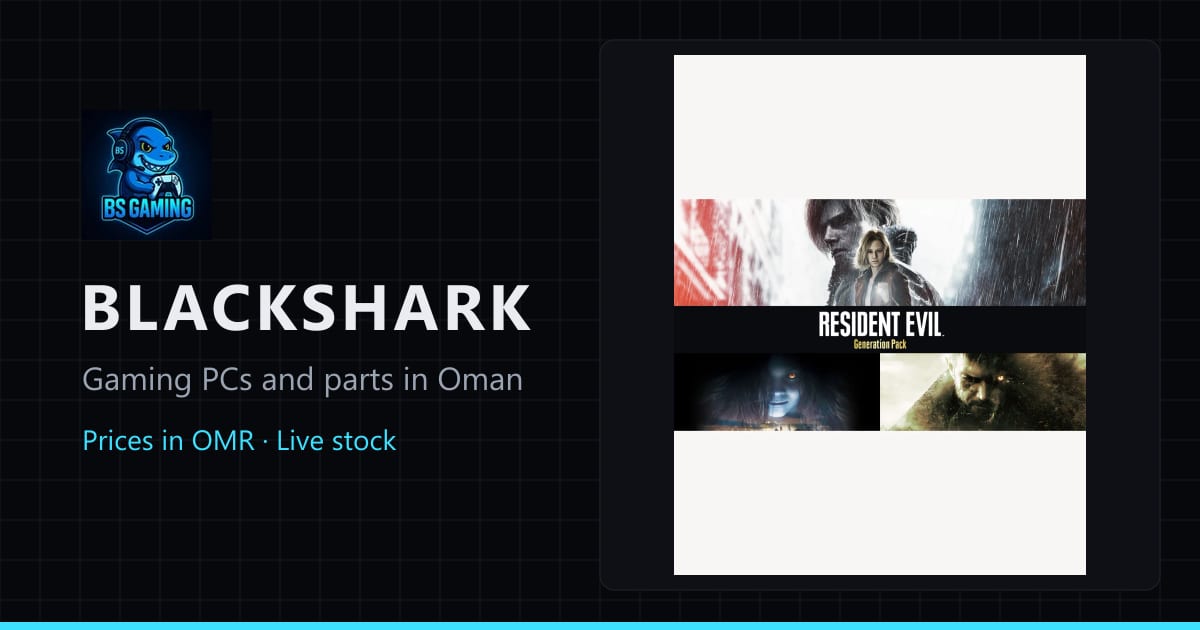 BS
BS GAMING
BLACKSHARK
Gaming PCs and parts in Oman
Prices in OMR · Live stock
RESIDENT EVIL
Generation Pack